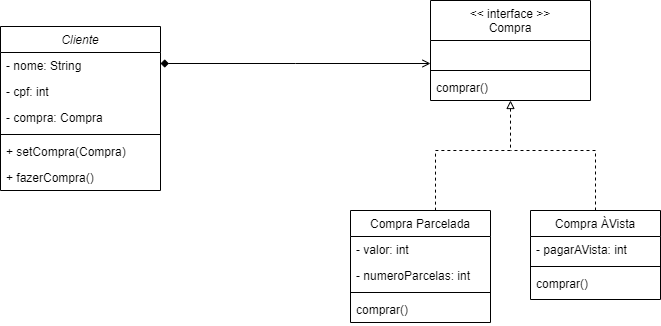 Cliente
- nome: String
- cpf: int
- compra: Compra
+ setCompra(Compra)
+ fazerCompra()
<< interface >>
Compra
comprar()
Compra Parcelada
- valor: int
- numeroParcelas: int
comprar()
Compra ÀVista
- pagarAVista: int
comprar()